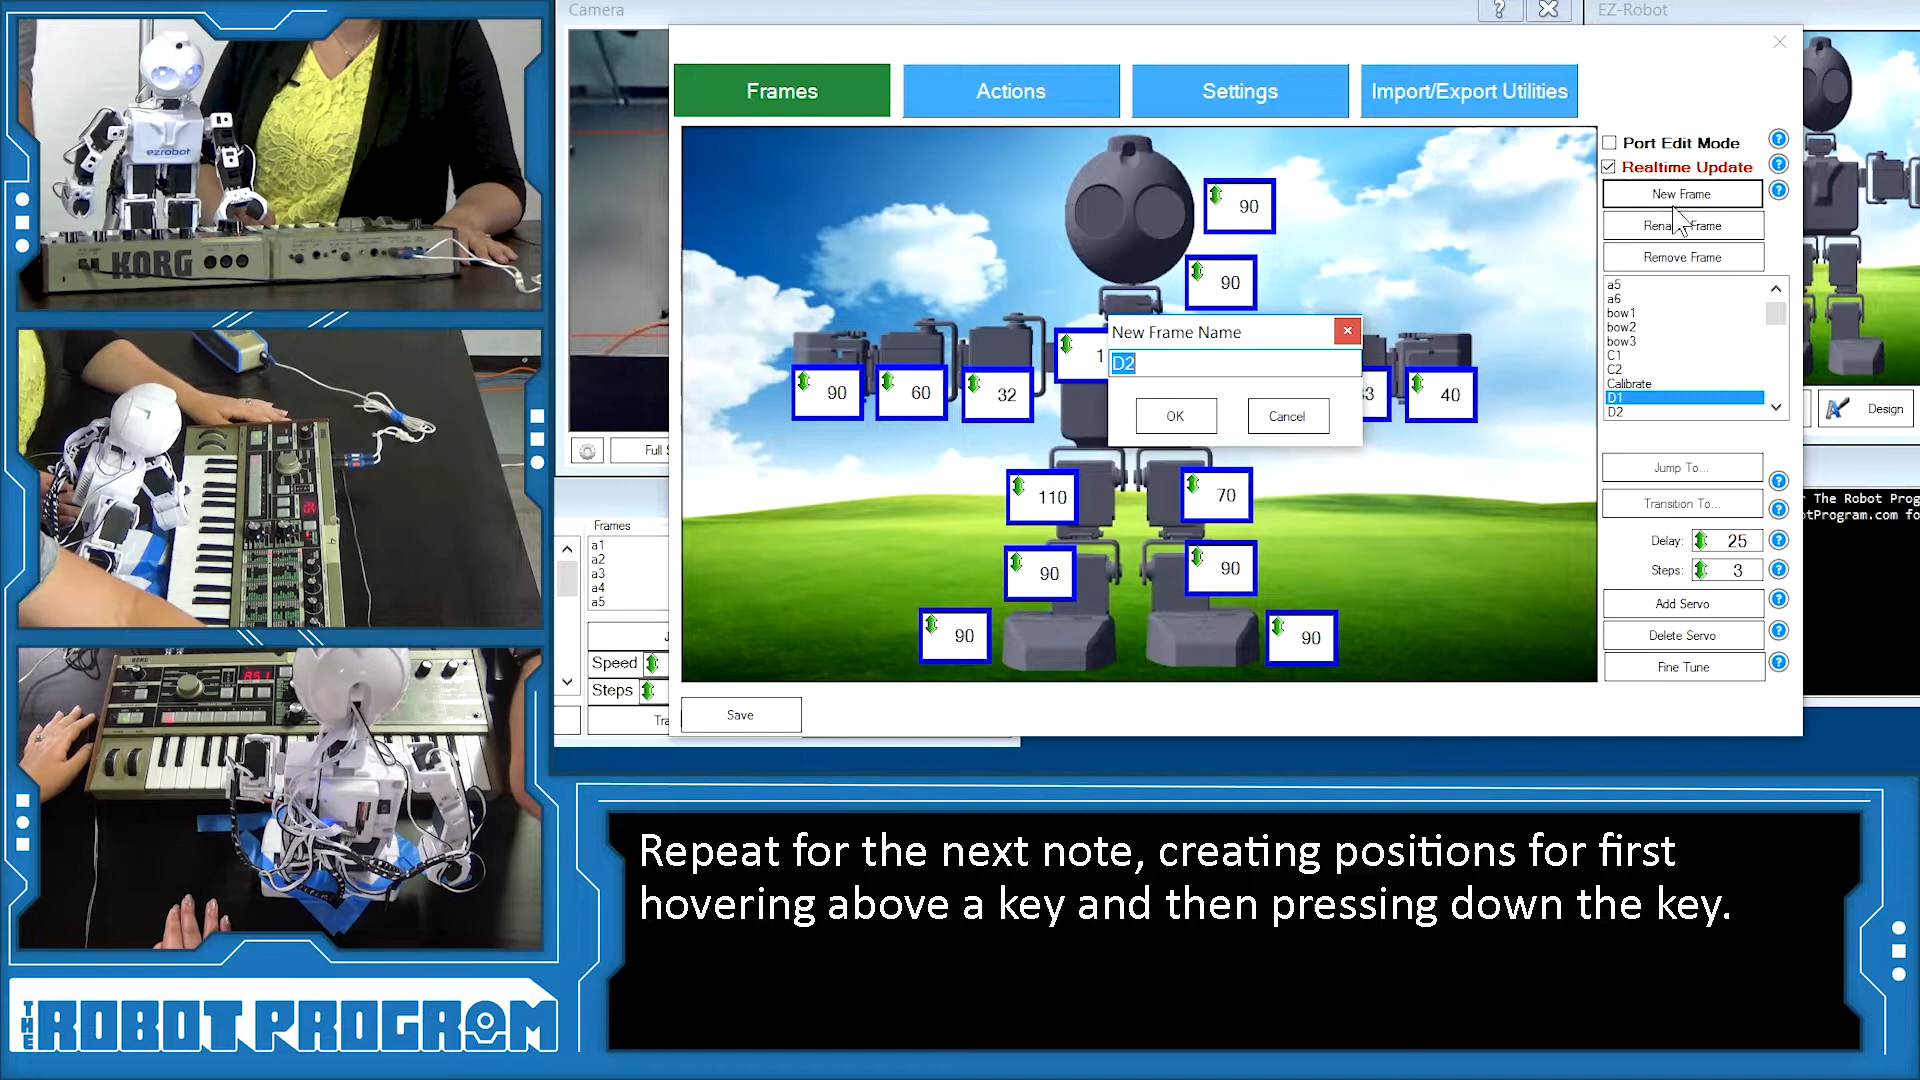 Camera
EZ-Robot
Frames
Actions
Settings
Import/Export Utilities
Port Edit Mode
Realtime Update
New Frame
Rename Frame
Remove Frame
a5
a6
bow1
bow2
bow3
C1
C2
Calibrate
D1
D2
Jump To...
Transition To...
Delay: 25
Steps: 3
Add Servo
Delete Servo
Fine Tune
90
90
New Frame Name
D2
OK
Cancel
90
60
32
40
110
70
90
90
90
90
Save
Full
Design
Frames
a1
a2
a3
a4
a5
Speed
Steps
ezrobot
KORG
Repeat for the next note, creating positions for first
hovering above a key and then pressing down the key.
THE ROBOT PROGRAM